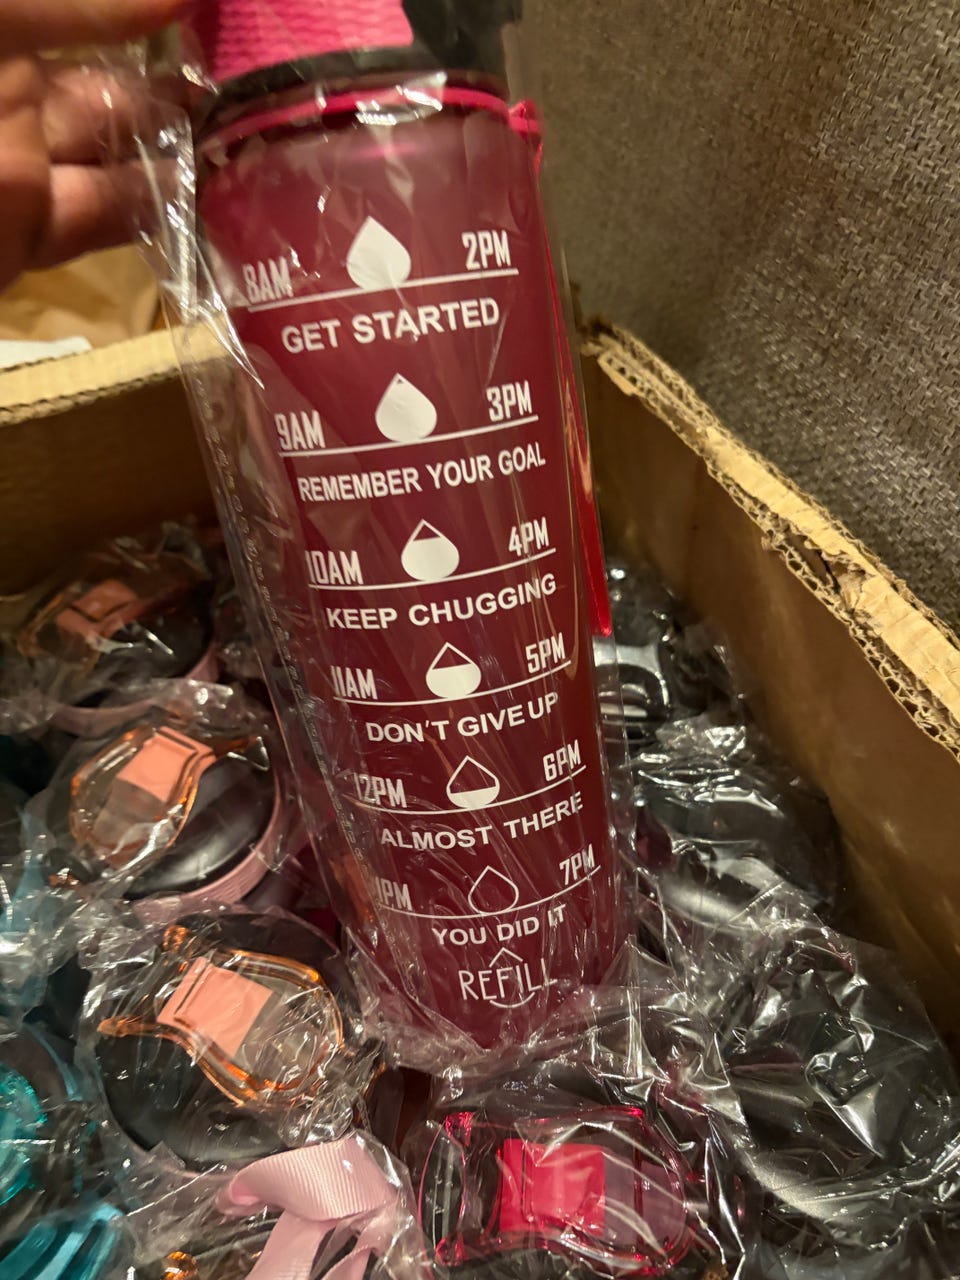 8AM 2PM
GET STARTED
9AM 3PM
REMEMBER YOUR GOAL
10AM 4PM
KEEP CHUGGING
11AM 5PM
DON'T GIVE UP
12PM 6PM
ALMOST THERE
1PM 7PM
YOU DID IT
REFILL